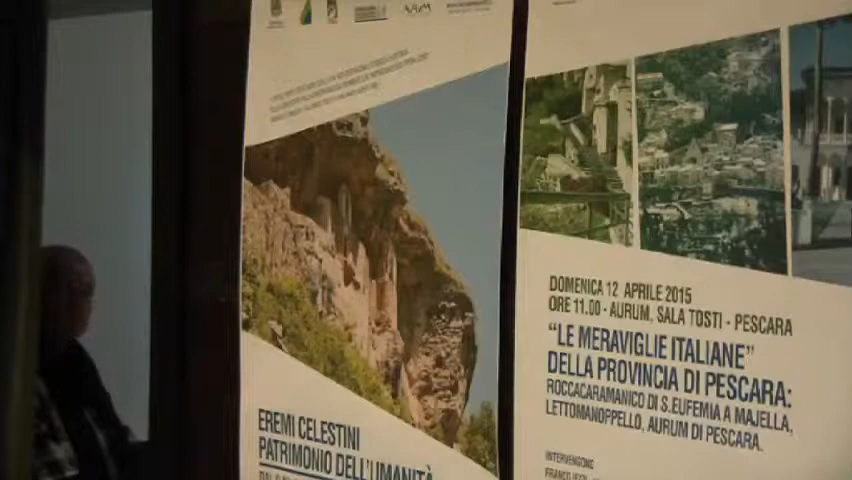 EREMI CELESTINI
PATRIMONIO DELL'UMANITÀ
DOMENICA 12 APRILE 2015
ORE 11.00 - AURUM, SALA TOSTI - PESCARA
"LE MERAVIGLIE ITALIANE"
DELLA PROVINCIA DI PESCARA:
ROCCACARAMANICO DI S.EUFEMIA A MAJELLA,
LETTOMANOPPELLO, AURUM DI PESCARA.
INTERVENGONO